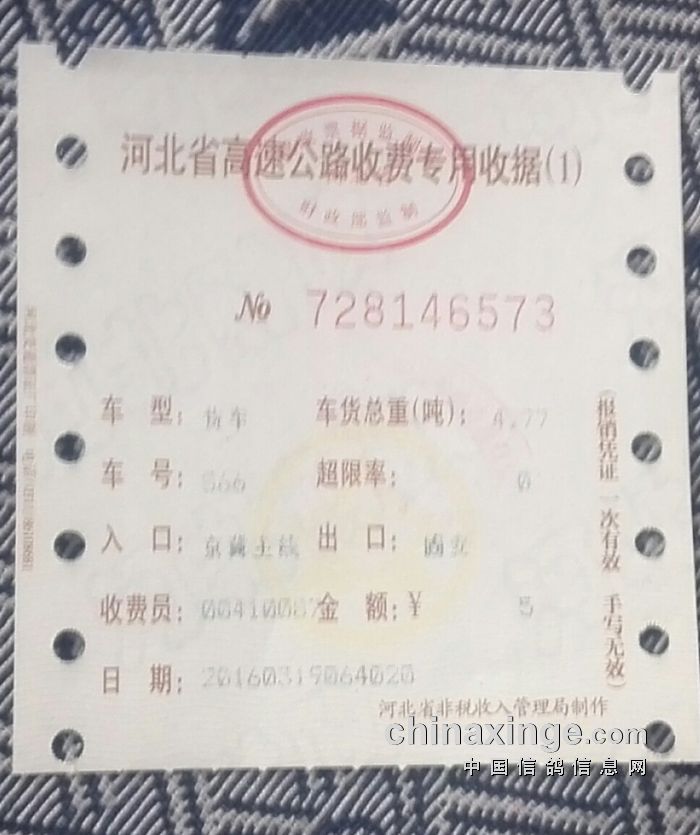 河北省高速公路收费专用收据(1)
财政部监制
№ 728146573
车 型: 货车 车货总重(吨): 4.77
车 号: 866 超限率: 0
入 口: 京藏主线 出 口:
收费员: 00410087 金 额:¥ 5
日 期: 20160319064020
(报销凭证 一次有效 手写无效)
河北省非税收入管理局制作
chinaxinge.com
中国信鸽信息网